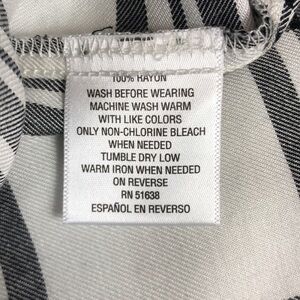 100% RAYON
WASH BEFORE WEARING
MACHINE WASH WARM
WITH LIKE COLORS
ONLY NON-CHLORINE BLEACH
WHEN NEEDED
TUMBLE DRY LOW
WARM IRON WHEN NEEDED
ON REVERSE
RN 51638
ESPAÑOL EN REVERSO